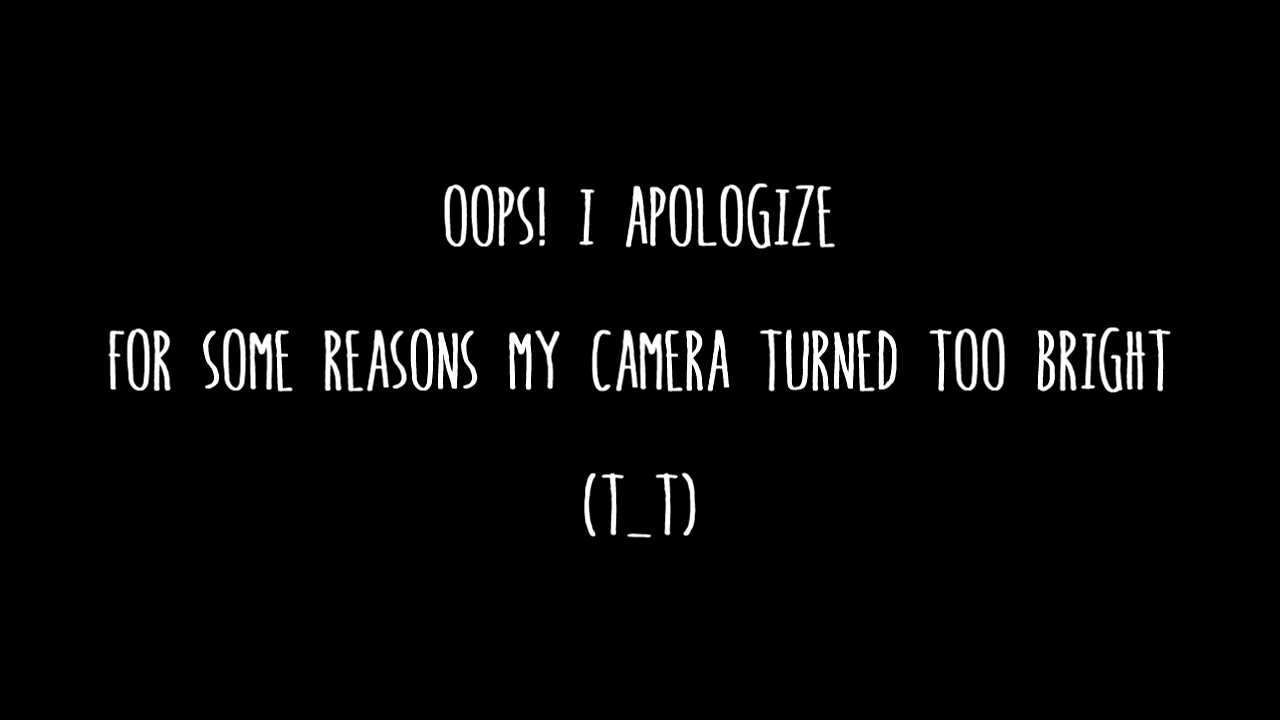 OOPS! I APOLOGIZE
FOR SOME REASONS MY CAMERA TURNED TOO BRIGHT
(T_T)